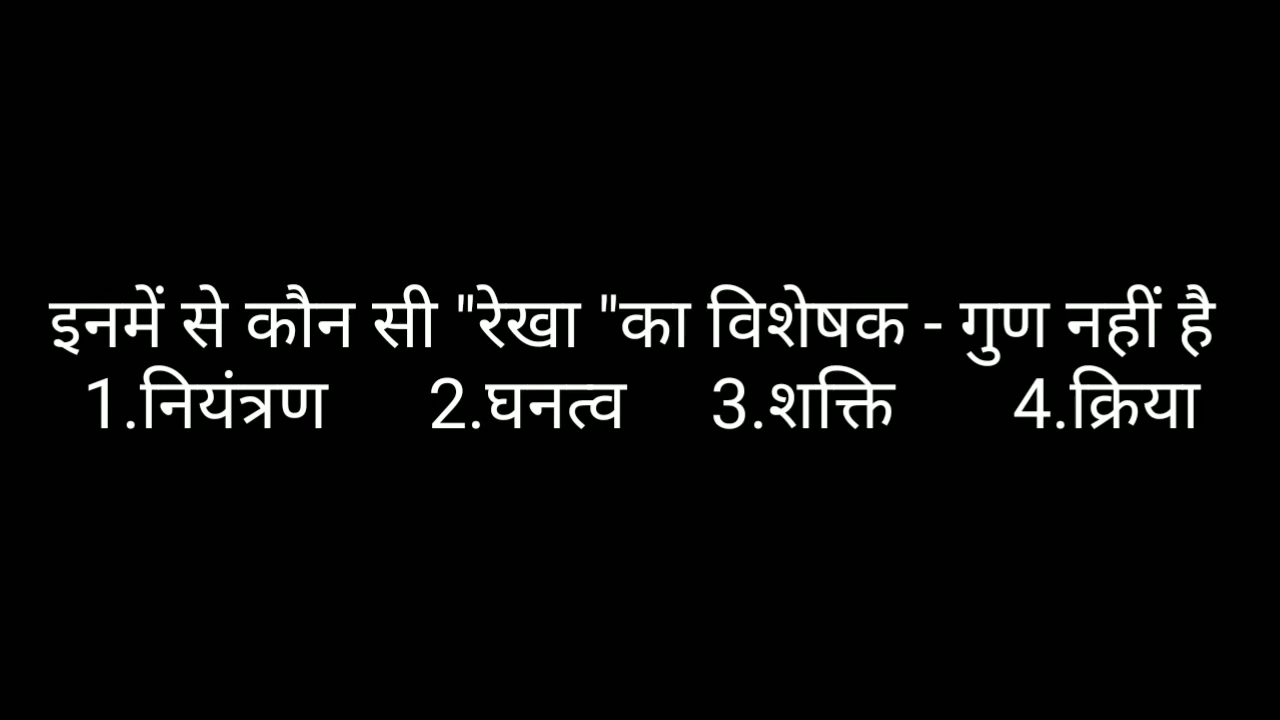 इनमें से कौन सी "रेखा "का विशेषक - गुण नहीं है
1.नियंत्रण 2.घनत्व 3.शक्ति 4.क्रिया